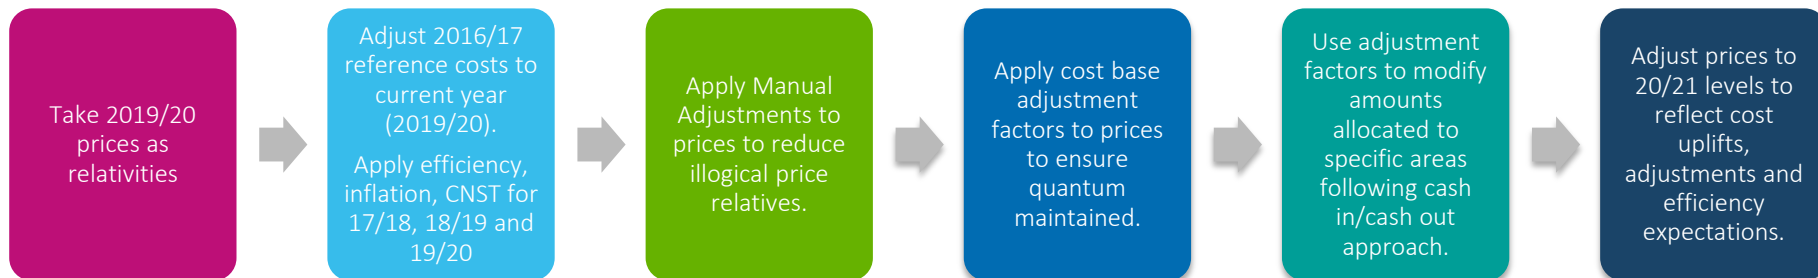 Take 2019/20
prices as
relativities
Adjust 2016/17
reference costs to
current year
(2019/20).
Apply efficiency,
inflation, CNST for
17/18, 18/19 and
19/20
Apply Manual
Adjustments to
prices to reduce
illogical price
relatives.
Apply cost base
adjustment
factors to prices
to ensure
quantum
maintained.
Use adjustment
factors to modify
amounts
allocated to
specific areas
following cash
in/cash out
approach.
Adjust prices to
20/21 levels to
reflect cost
uplifts,
adjustments and
efficiency
expectations.